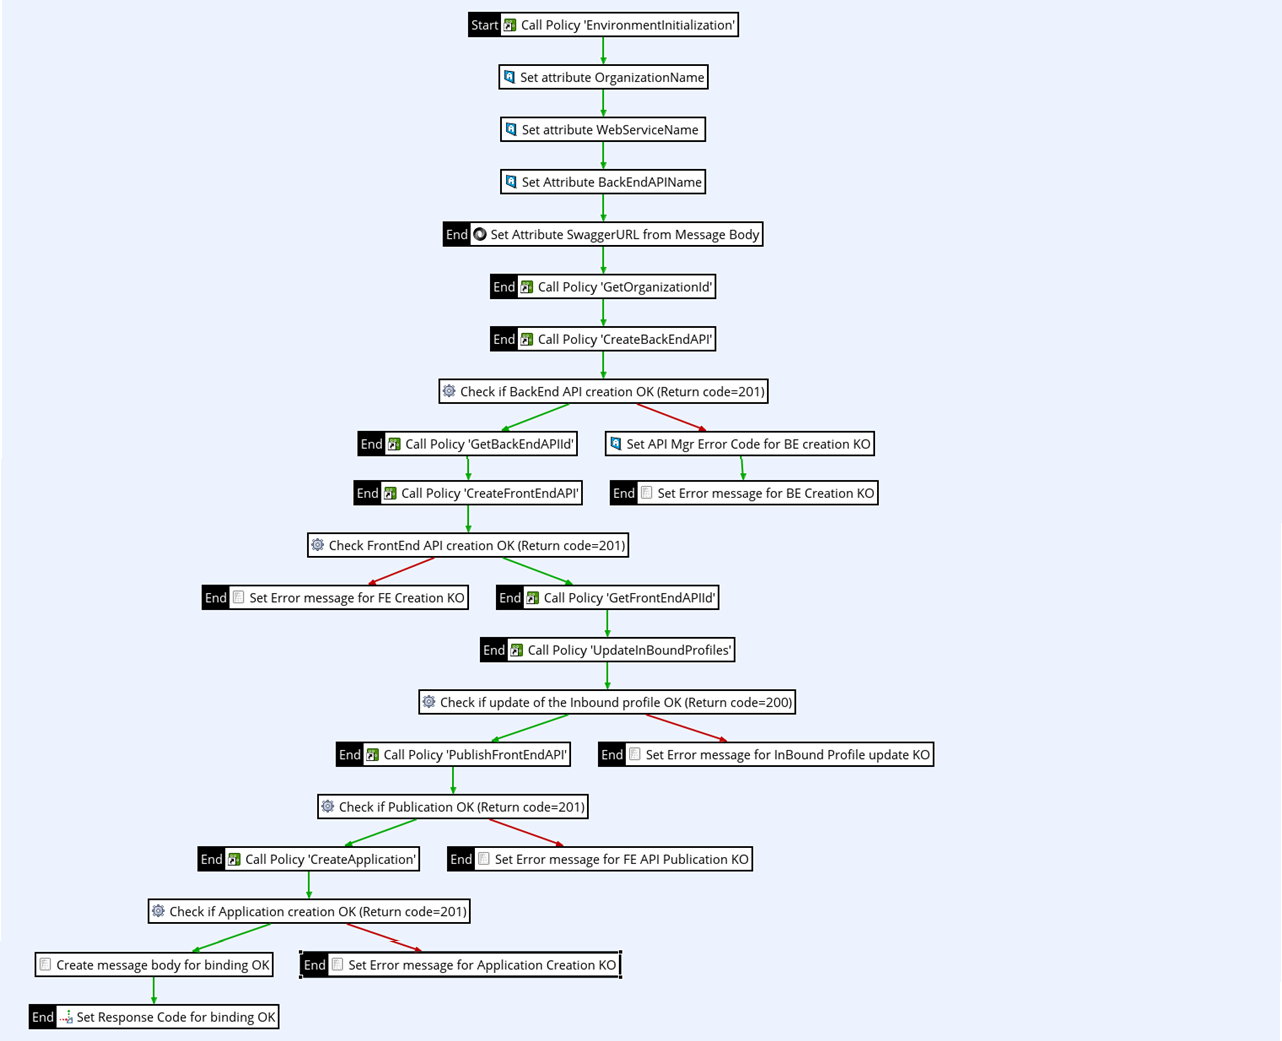 Start Call Policy 'EnvironmentInitialization'
Set attribute OrganizationName
Set attribute WebServiceName
Set Attribute BackEndAPIName
End Set Attribute SwaggerURL from Message Body
End Call Policy 'GetOrganizationId'
End Call Policy 'CreateBackEndAPI'
Check if BackEnd API creation OK (Return code=201)
End Call Policy 'GetBackEndAPIId'
Set API Mgr Error Code for BE creation KO
End Call Policy 'CreateFrontEndAPI'
End Set Error message for BE Creation KO
Check FrontEnd API creation OK (Return code=201)
End Set Error message for FE Creation KO
End Call Policy 'GetFrontEndAPIId'
End Call Policy 'UpdateInBoundProfiles'
Check if update of the Inbound profile OK (Return code=200)
End Call Policy 'PublishFrontEndAPI'
End Set Error message for InBound Profile update KO
Check if Publication OK (Return code=201)
End Call Policy 'CreateApplication'
End Set Error message for FE API Publication KO
Check if Application creation OK (Return code=201)
Create message body for binding OK
End Set Error message for Application Creation KO
End Set Response Code for binding OK